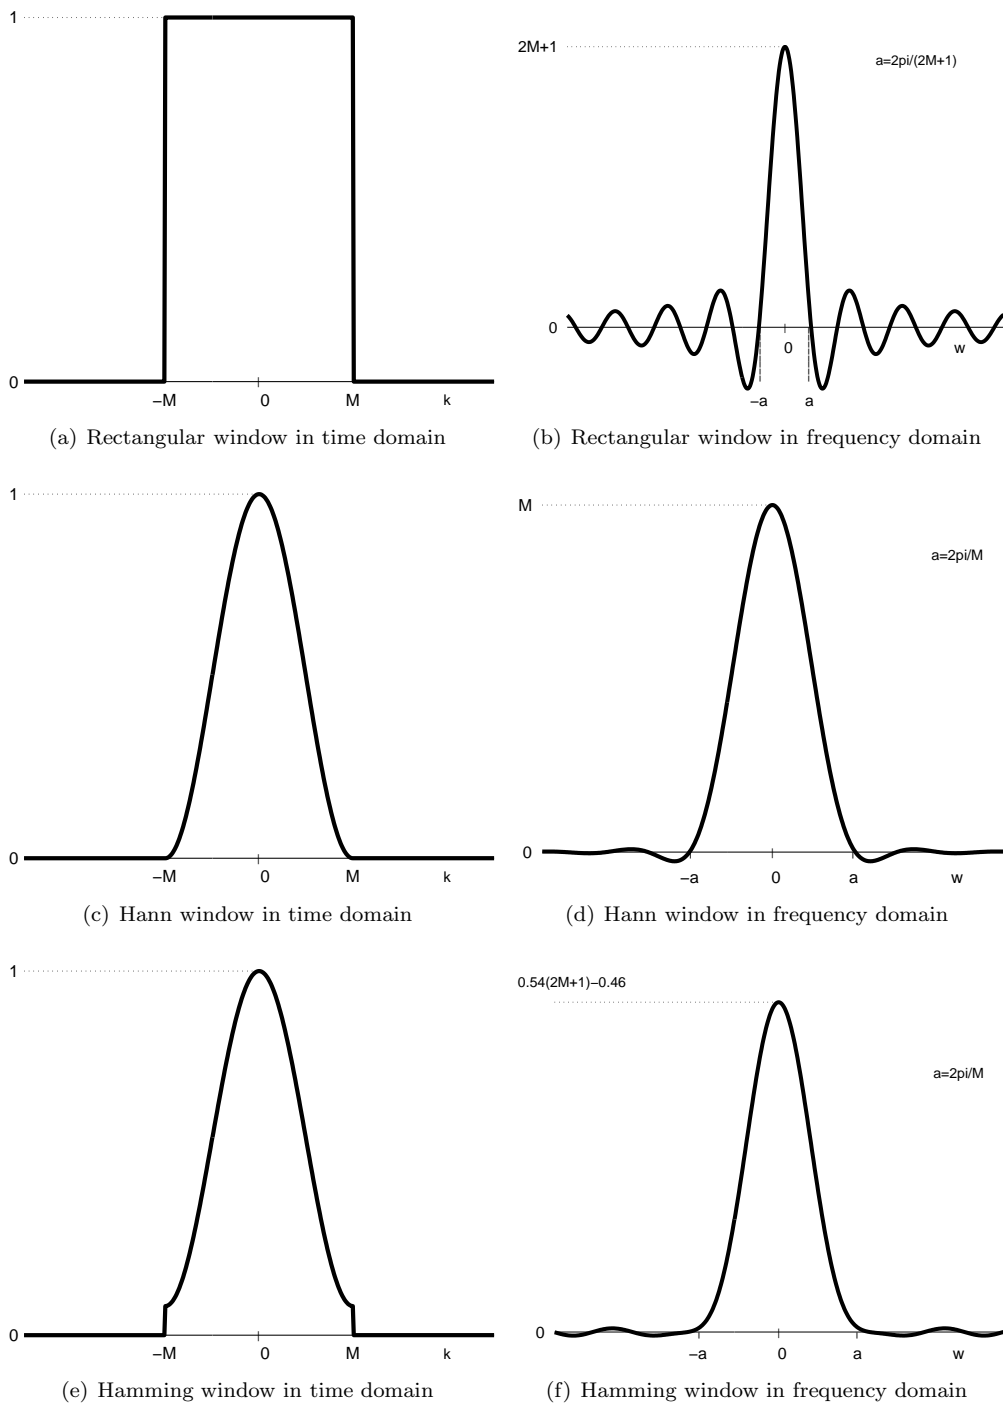 1
0
−M 0 M k
(a) Rectangular window in time domain
2M+1
a=2pi/(2M+1)
0
0 w
−a a
(b) Rectangular window in frequency domain
1
0
−M 0 M k
(c) Hann window in time domain
M
a=2pi/M
0
−a 0 a w
(d) Hann window in frequency domain
1
0
−M 0 M k
(e) Hamming window in time domain
0.54(2M+1)−0.46
a=2pi/M
0
−a 0 a w
(f) Hamming window in frequency domain